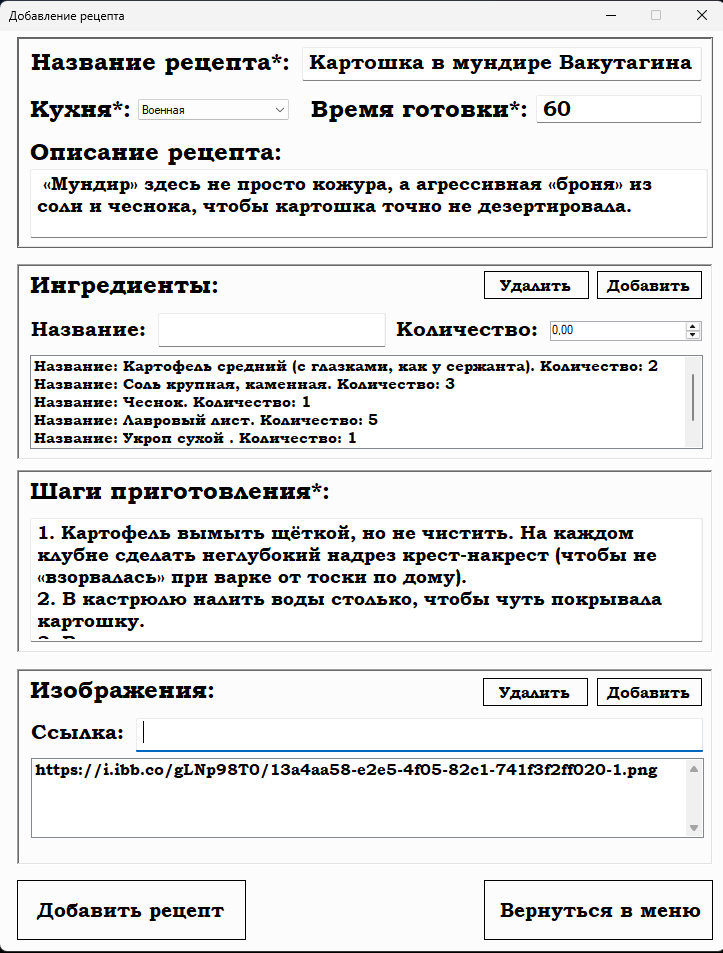 Добавление рецепта
Название рецепта*: Картошка в мундире Вакутагина
Кухня*: Военная Время готовки*: 60
Описание рецепта:
«Мундир» здесь не просто кожура, а агрессивная «броня» из
соли и чеснока, чтобы картошка точно не дезертировала.
Ингредиенты: Удалить Добавить
Название: Количество: 0,00
Название: Картофель средний (с глазками, как у сержанта). Количество: 2
Название: Соль крупная, каменная. Количество: 3
Название: Чеснок. Количество: 1
Название: Лавровый лист. Количество: 5
Название: Укроп сухой . Количество: 1
Шаги приготовления*:
1. Картофель вымыть щёткой, но не чистить. На каждом
клубне сделать неглубокий надрез крест-накрест (чтобы не
«взорвалась» при варке от тоски по дому).
2. В кастрюлю налить воды столько, чтобы чуть покрывала
картошку.
Изображения: Удалить Добавить
Ссылка:
https://i.ibb.co/gLNp98T0/13a4aa58-e2e5-4f05-82c1-741f3f2ff020-1.png
Добавить рецепт Вернуться в меню